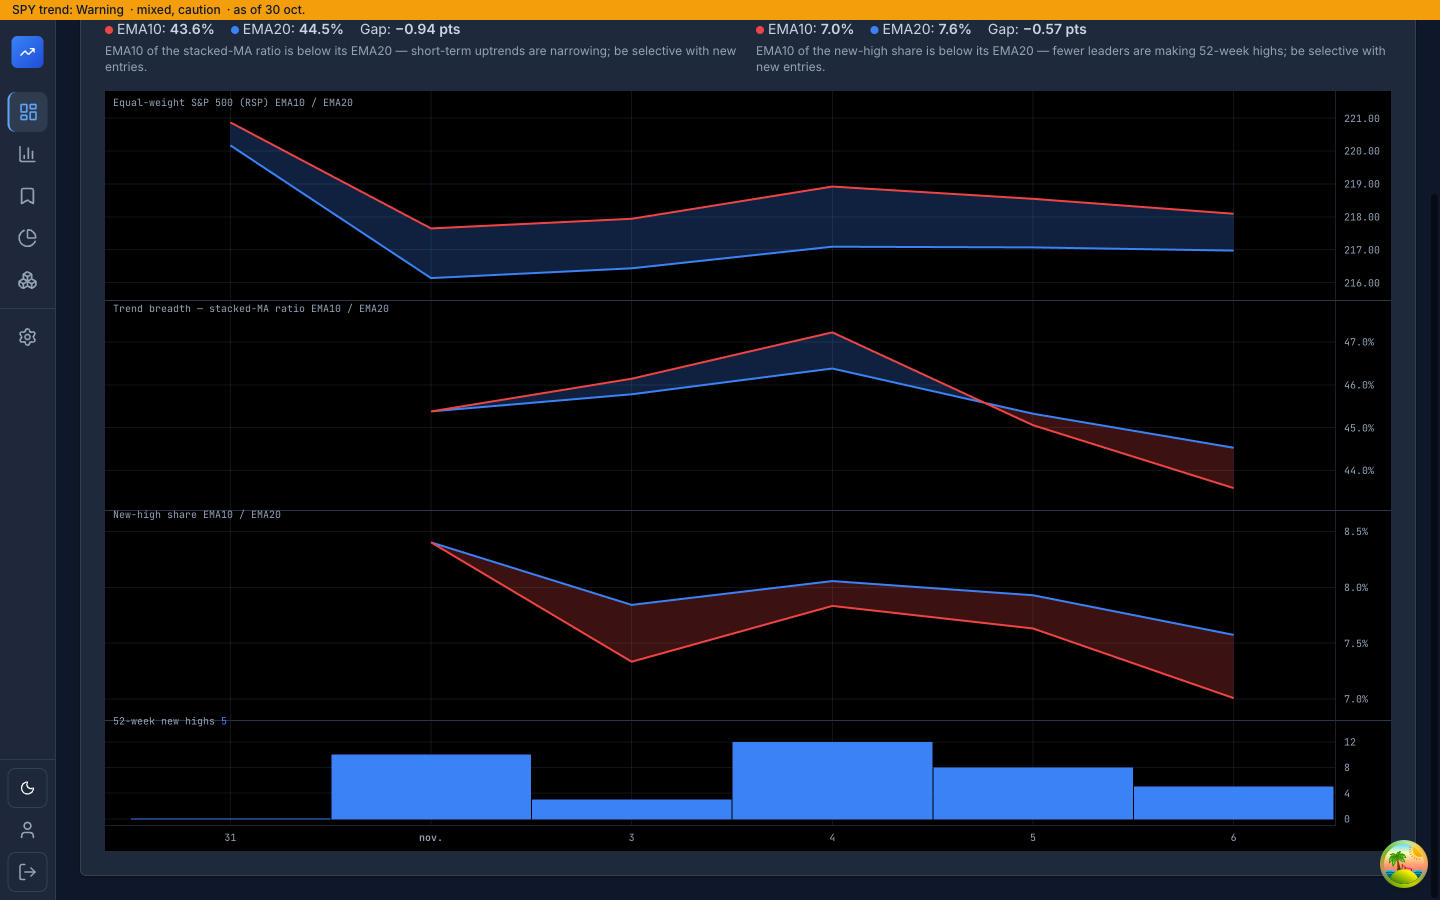 SPY trend: Warning · mixed, caution · as of 30 oct.
EMA10: 43.6% EMA20: 44.5% Gap: −0.94 pts
EMA10 of the stacked-MA ratio is below its EMA20 — short-term uptrends are narrowing; be selective with new
entries.
EMA10: 7.0% EMA20: 7.6% Gap: −0.57 pts
EMA10 of the new-high share is below its EMA20 — fewer leaders are making 52-week highs; be selective with
new entries.
Equal-weight S&P 500 (RSP) EMA10 / EMA20
221.00
220.00
219.00
218.00
217.00
216.00
Trend breadth — stacked-MA ratio EMA10 / EMA20
47.0%
46.0%
45.0%
44.0%
New-high share EMA10 / EMA20
8.5%
8.0%
7.5%
7.0%
52-week new highs 5
12
8
4
0
31 nov. 3 4 5 6